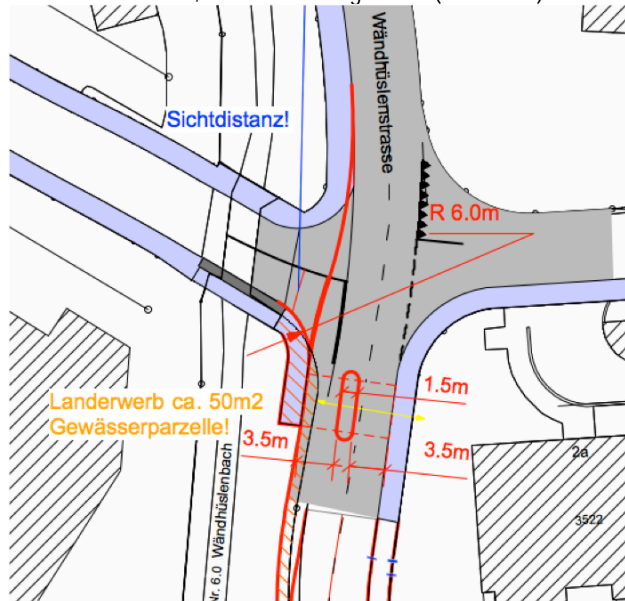 Sichtdistanz!
Wändhüslenstrasse
R 6.0m
Landerwerb ca. 50m2
Gewässerparzelle!
1.5m
3.5m
3.5m
2a
3522
Nr. 6.0 Wändhüslenbach